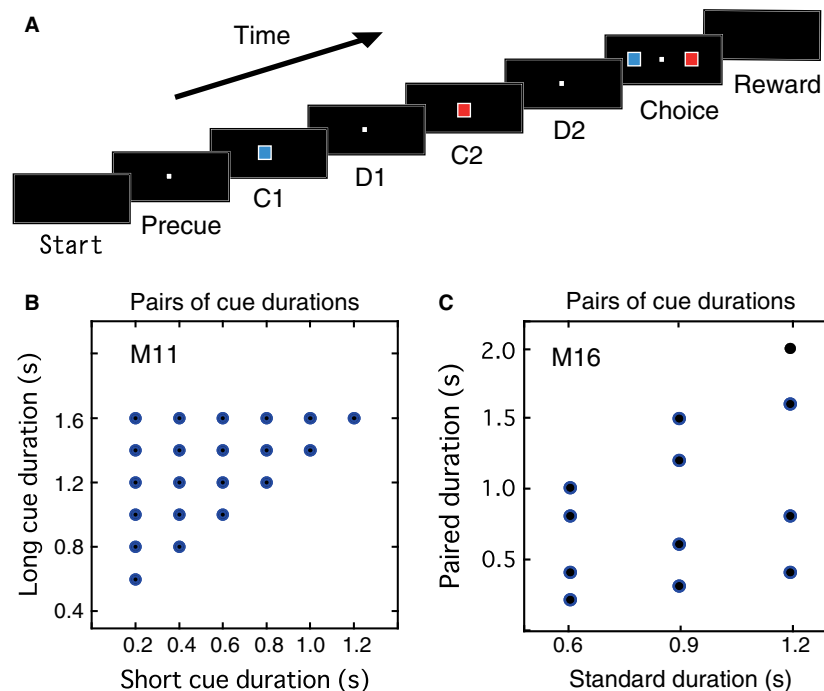 A
Time
Start
Precue
C1
D1
C2
D2
Choice
Reward
B
Pairs of cue durations
M11
Long cue duration (s)
1.6
1.2
0.8
0.4
0.2 0.4 0.6 0.8 1.0 1.2
Short cue duration (s)
C
Pairs of cue durations
M16
Paired duration (s)
2.0
1.5
1.0
0.5
0.6 0.9 1.2
Standard duration (s)